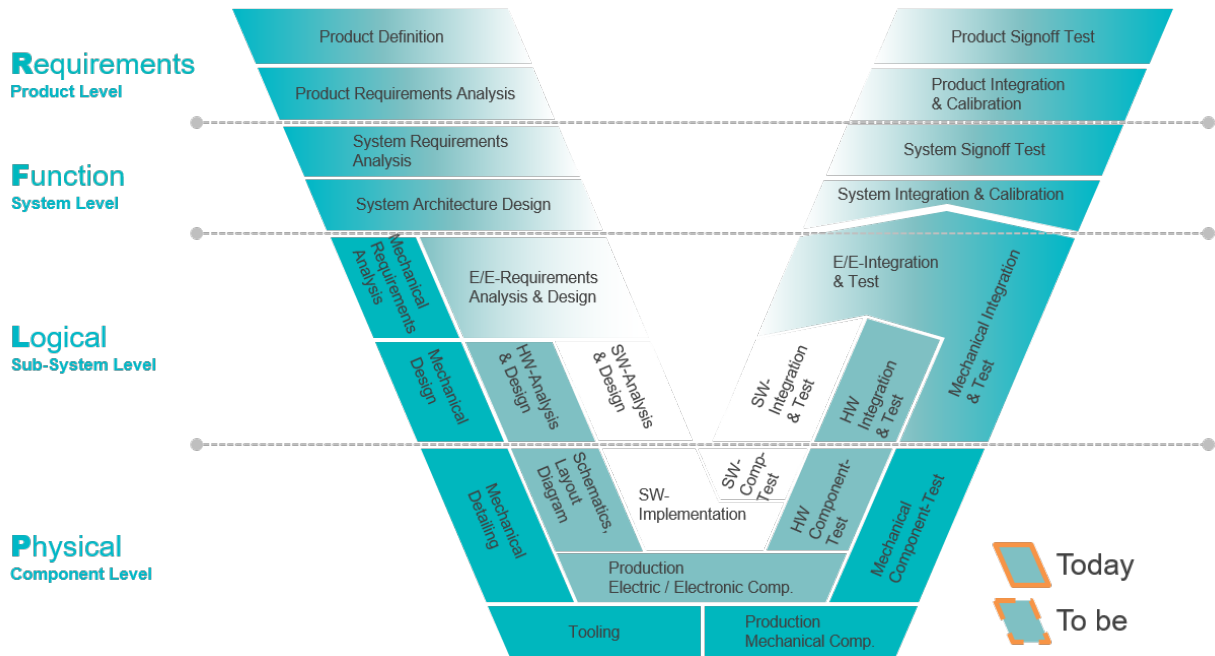 Requirements
Product Level
Product Definition
Product Signoff Test
Product Requirements Analysis
Product Integration
& Calibration
Function
System Level
System Requirements
Analysis
System Signoff Test
System Architecture Design
System Integration & Calibration
Logical
Sub-System Level
Mechanical
Requirements
Analysis
E/E-Requirements
Analysis & Design
E/E-Integration
& Test
Mechanical Integration
& Test
Mechanical
Design
HW-Analysis
& Design
SW-Analysis
& Design
SW-
Integration
& Test
HW
Integration
& Test
Physical
Component Level
Mechanical
Detailing
Schematics,
Layout
Diagram
SW-
Implementation
SW-
Comp-
Test
HW
Component-
Test
Mechanical
Component-Test
Production
Electric / Electronic Comp.
Tooling
Production
Mechanical Comp.
Today
To be